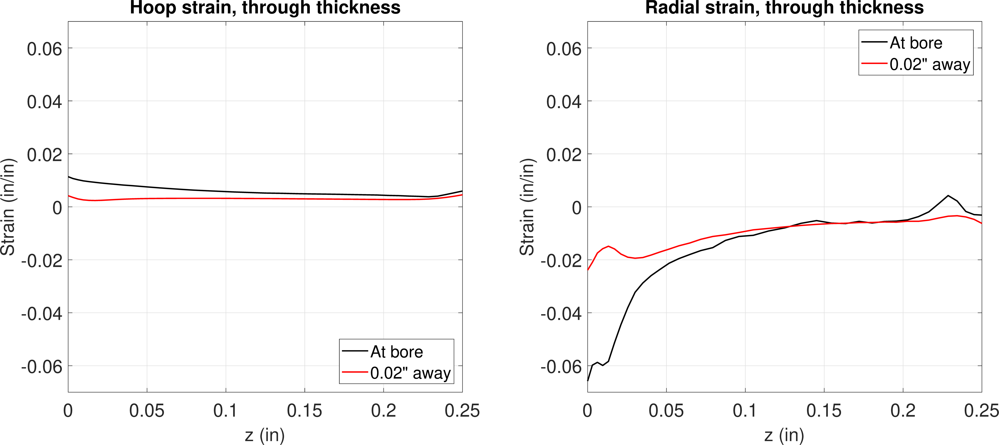 Hoop strain, through thickness
0.06
0.04
0.02
0
-0.02
-0.04
-0.06
Strain (in/in)
At bore
0.02" away
0
0.05
0.1
0.15
0.2
0.25
z (in)
Radial strain, through thickness
At bore
0.02" away
0.06
0.04
0.02
0
-0.02
-0.04
-0.06
Strain (in/in)
0
0.05
0.1
0.15
0.2
0.25
z (in)